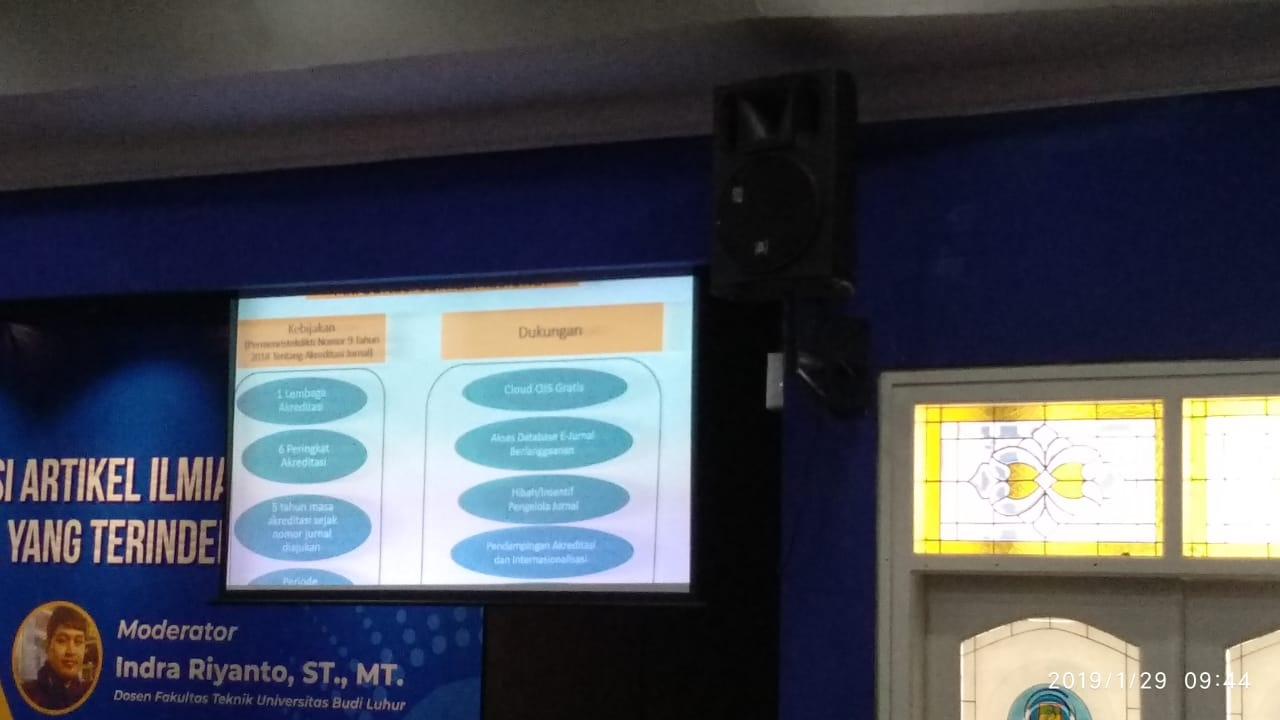 Kebijakan
(Permenristekdikti Nomor 9 Tahun
2018 Tentang Akreditasi Jurnal)
1 Lembaga
Akreditasi
6 Peringkat
Akreditasi
5 tahun masa
akreditasi sejak
nomor jurnal
diajukan
Periode
Dukungan
Cloud OJS Gratis
Akses Database E-Jurnal
Berlangganan
Hibah/Insentif
Pengelola Jurnal
Pendampingan Akreditasi
dan Internasionalisasi
SI ARTIKEL ILMIA
YANG TERINDE
Moderator
Indra Riyanto, ST., MT.
Dosen Fakultas Teknik Universitas Budi Luhur
2019/1/29 09:44